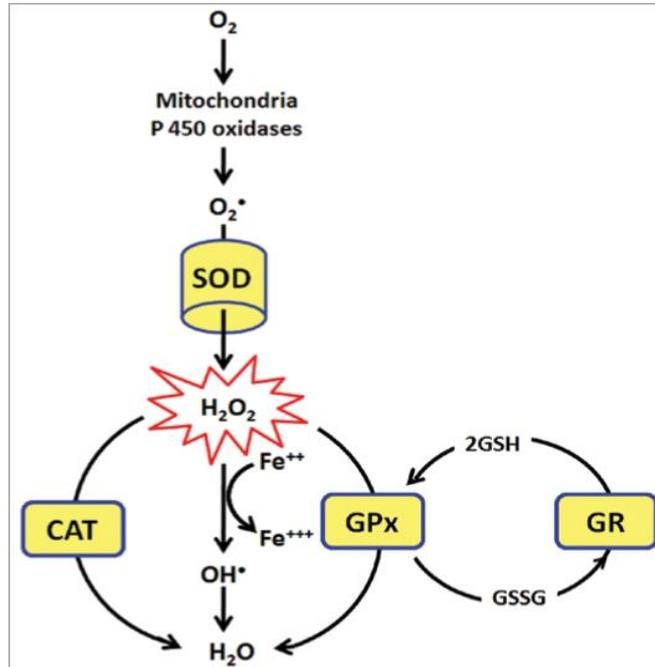 O₂
Mitochondria
P 450 oxidases
O₂•
SOD
H₂O₂
Fe⁺⁺
2GSH
CAT
Fe⁺⁺⁺
GPx
GR
OH•
GSSG
H₂O